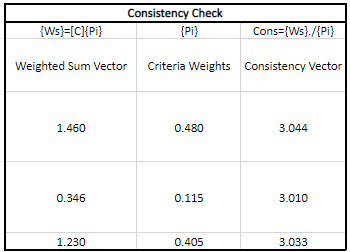 Consistency Check
{Ws}=[C]{Pi} {Pi} Cons={Ws}./{Pi}
Weighted Sum Vector Criteria Weights Consistency Vector
1.460 0.480 3.044
0.346 0.115 3.010
1.230 0.405 3.033